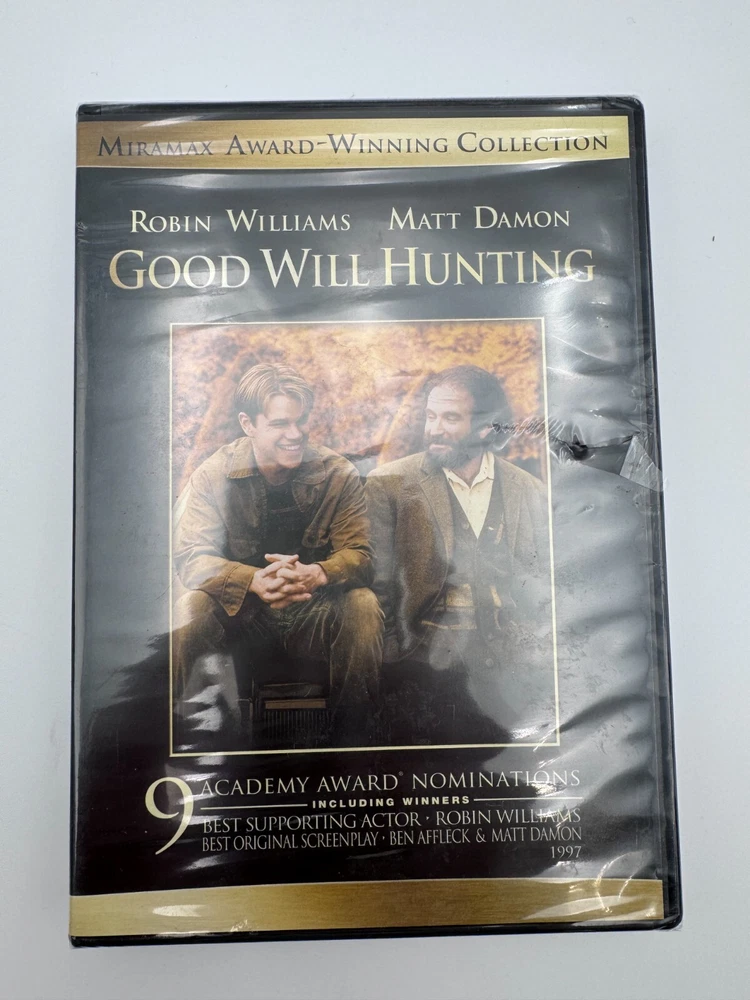 MIRAMAX AWARD-WINNING COLLECTION
ROBIN WILLIAMS MATT DAMON
GOOD WILL HUNTING
9 ACADEMY AWARD® NOMINATIONS
INCLUDING WINNERS
BEST SUPPORTING ACTOR · ROBIN WILLIAMS
BEST ORIGINAL SCREENPLAY · BEN AFFLECK & MATT DAMON
1997